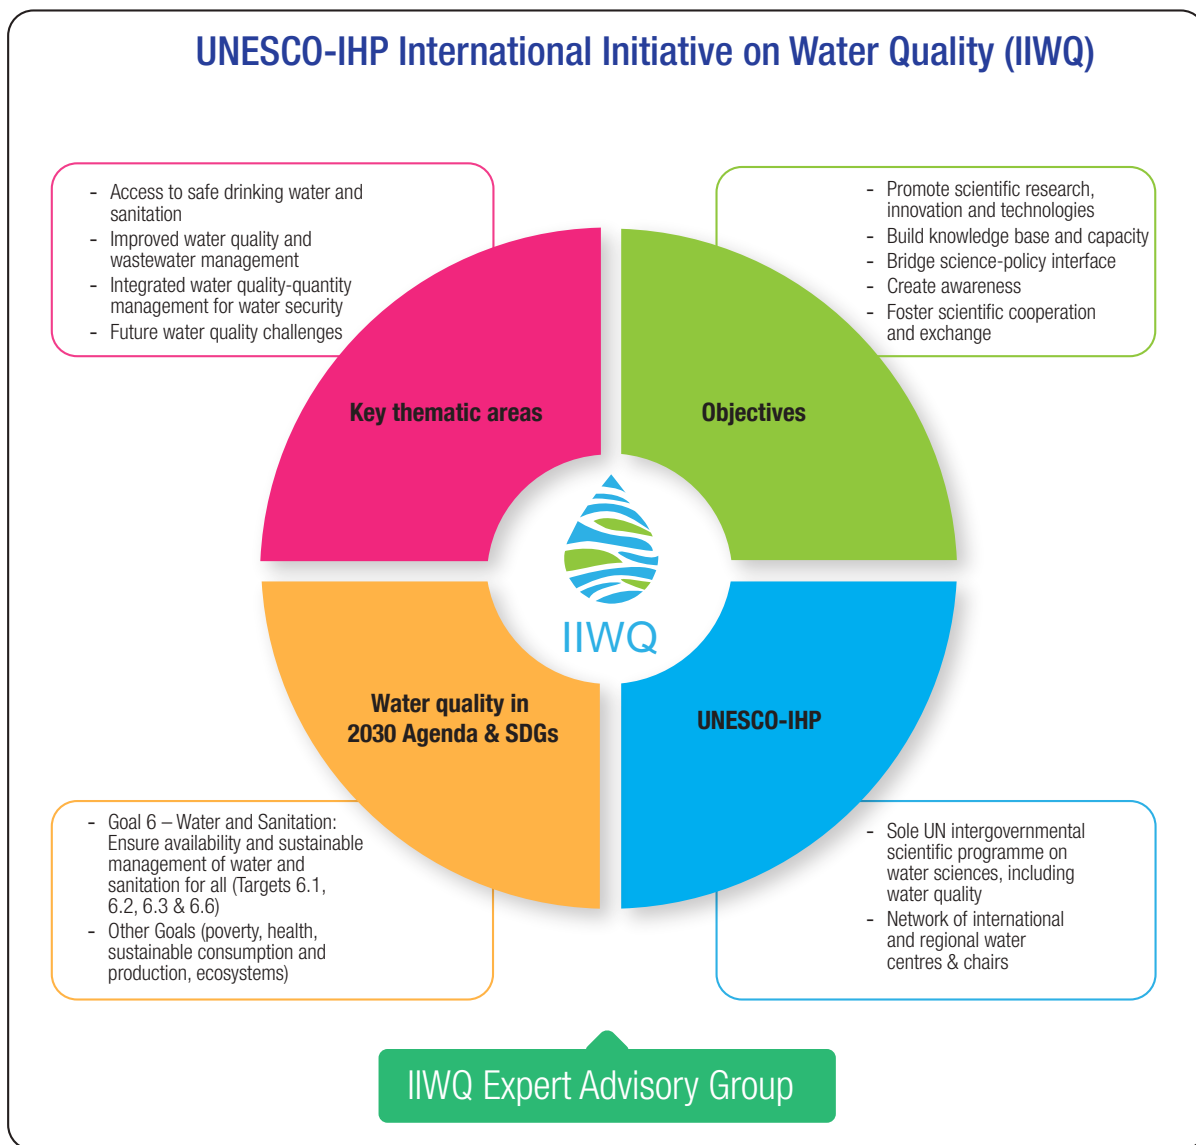 UNESCO-IHP International Initiative on Water Quality (IIWQ)
- Access to safe drinking water and
sanitation
- Improved water quality and
wastewater management
- Integrated water quality-quantity
management for water security
- Future water quality challenges
- Promote scientific research,
innovation and technologies
- Build knowledge base and capacity
- Bridge science-policy interface
- Create awareness
- Foster scientific cooperation
and exchange
Key thematic areas
Objectives
IIWQ
Water quality in
2030 Agenda & SDGs
UNESCO-IHP
- Goal 6 – Water and Sanitation:
Ensure availability and sustainable
management of water and
sanitation for all (Targets 6.1,
6.2, 6.3 & 6.6)
- Other Goals (poverty, health,
sustainable consumption and
production, ecosystems)
- Sole UN intergovernmental
scientific programme on
water sciences, including
water quality
- Network of international
and regional water
centres & chairs
IIWQ Expert Advisory Group